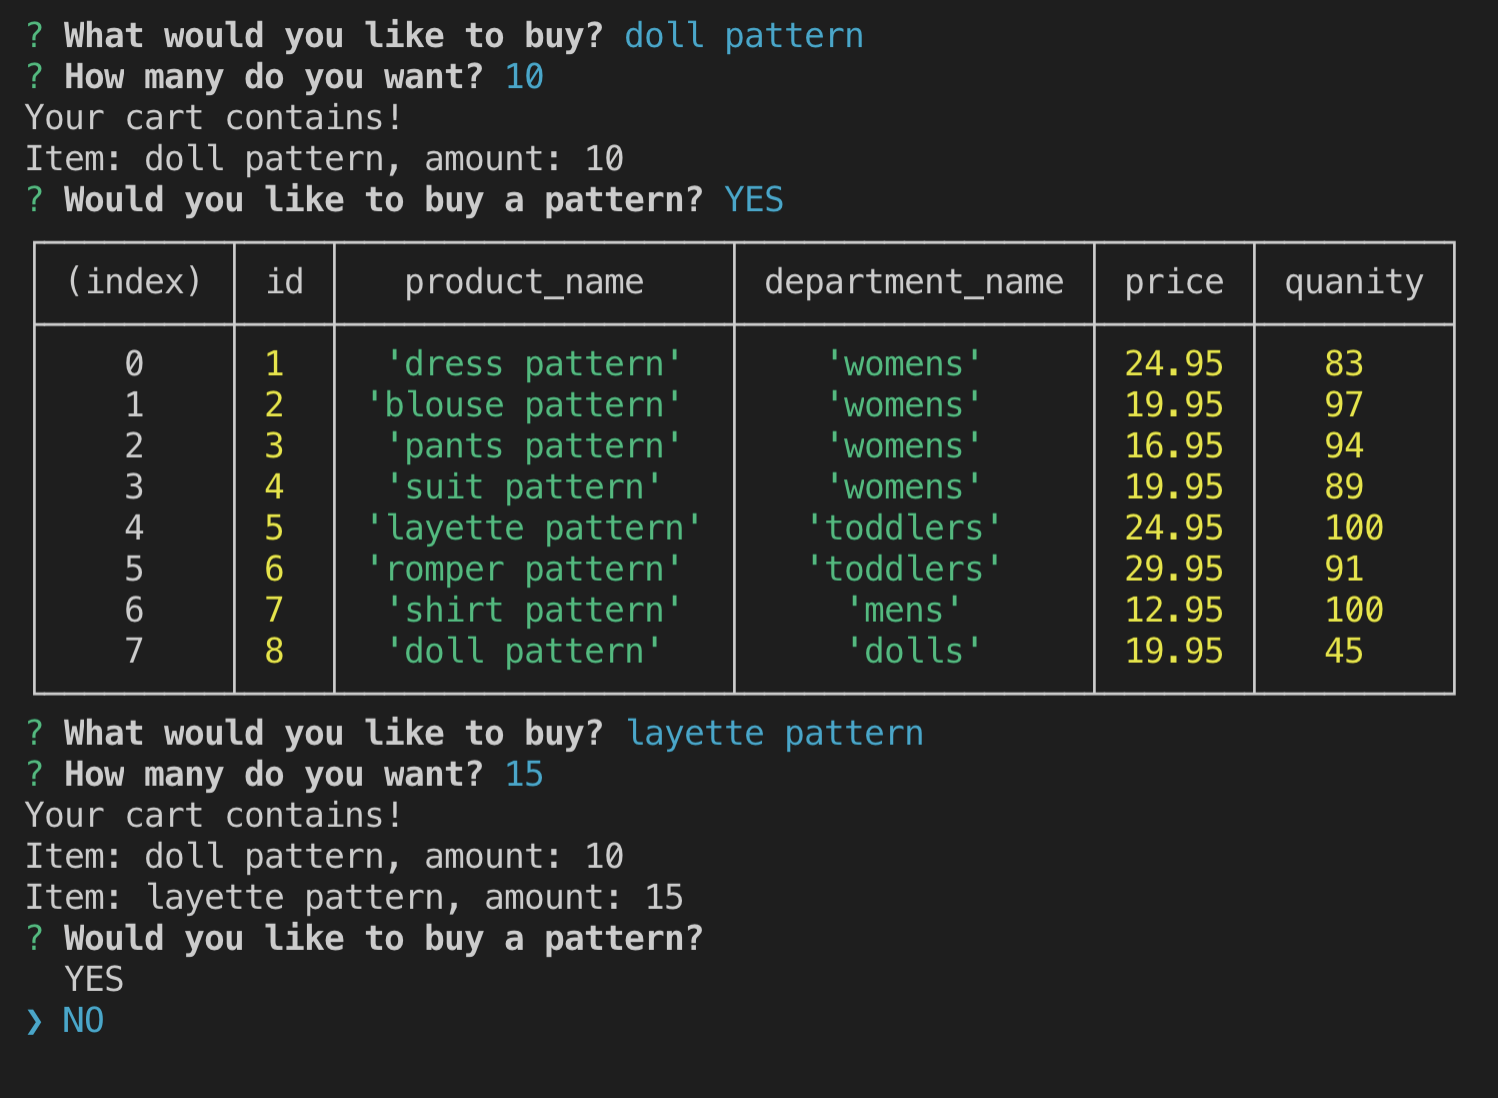 ? What would you like to buy? doll pattern
? How many do you want? 10
Your cart contains!
Item: doll pattern, amount: 10
? Would you like to buy a pattern? YES
(index) id product_name department_name price quanity
0 1 'dress pattern' 'womens' 24.95 83
1 2 'blouse pattern' 'womens' 19.95 97
2 3 'pants pattern' 'womens' 16.95 94
3 4 'suit pattern' 'womens' 19.95 89
4 5 'layette pattern' 'toddlers' 24.95 100
5 6 'romper pattern' 'toddlers' 29.95 91
6 7 'shirt pattern' 'mens' 12.95 100
7 8 'doll pattern' 'dolls' 19.95 45
? What would you like to buy? layette pattern
? How many do you want? 15
Your cart contains!
Item: doll pattern, amount: 10
Item: layette pattern, amount: 15
? Would you like to buy a pattern?
YES
❯ NO